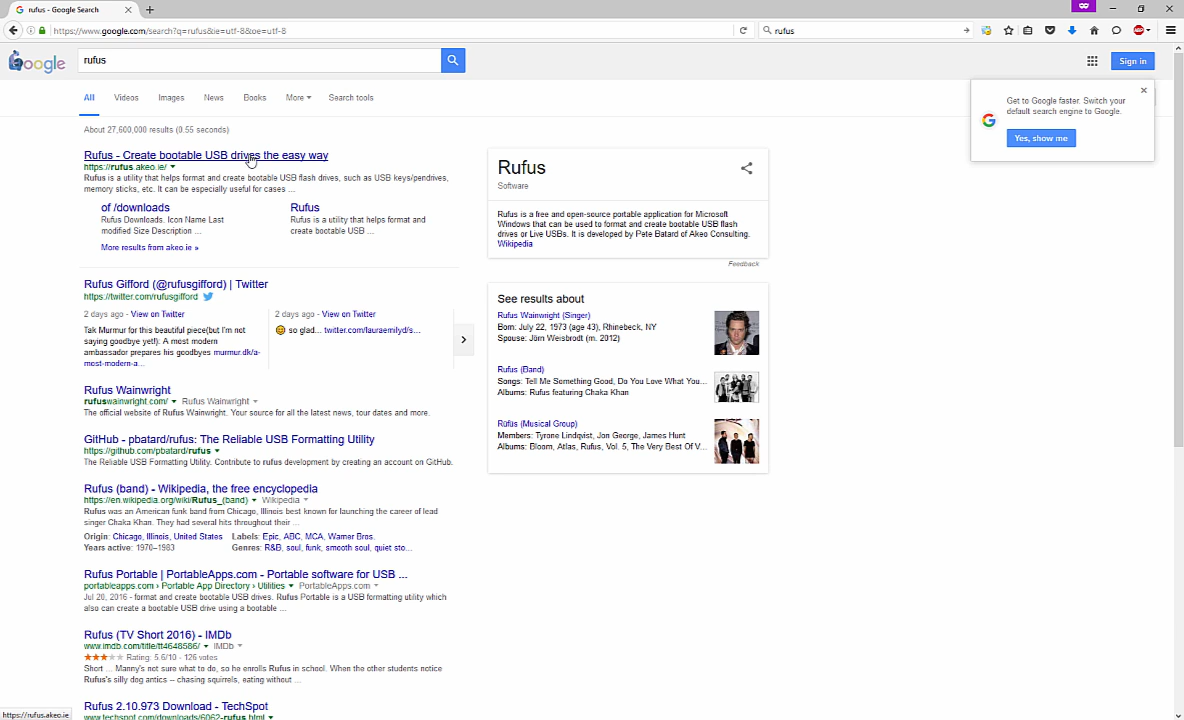 rufus - Google Search
https://www.google.com/search?q=rufus&ie=utf-8&oe=utf-8
rufus
Google
rufus
Sign in
All
Videos
Images
News
Books
More
Search tools
Get to Google faster. Switch your
default search engine to Google.
Yes, show me
About 27,600,000 results (0.55 seconds)
Rufus - Create bootable USB drives the easy way
https://rufus.akeo.ie/
Rufus is a utility that helps format and create bootable USB flash drives, such as USB keys/pendrives,
memory sticks, etc. It can be especially useful for cases ...
of /downloads
Rufus Downloads. Icon Name Last
modified Size Description ...
Rufus
Rufus is a utility that helps format and
create bootable USB ...
More results from akeo.ie »
Rufus Gifford (@rufusgifford) | Twitter
https://twitter.com/rufusgifford
2 days ago - View on Twitter
Tak Murmur for this beautiful piece(but I'm not
saying goodbye yet!): A most modern
ambassador prepares his goodbyes murmur.dk/a-
most-modern-a...
2 days ago - View on Twitter
so glad... twitter.com/lauraemilyd/s...
Rufus Wainwright
rufuswainwright.com/ Rufus Wainwright
The official website of Rufus Wainwright. Your source for all the latest news, tour dates and more.
GitHub - pbatard/rufus: The Reliable USB Formatting Utility
https://github.com/pbatard/rufus
The Reliable USB Formatting Utility. Contribute to rufus development by creating an account on GitHub.
Rufus (band) - Wikipedia, the free encyclopedia
https://en.wikipedia.org/wiki/Rufus_(band) Wikipedia
Rufus was an American funk band from Chicago, Illinois best known for launching the career of lead
singer Chaka Khan. They had several hits throughout their ...
Origin: Chicago, Illinois, United States Labels: Epic, ABC, MCA, Warner Bros.
Years active: 1970–1983 Genres: R&B, soul, funk, smooth soul, quiet sto...
Rufus Portable | PortableApps.com - Portable software for USB ...
portableapps.com › Portable App Directory › Utilities PortableApps.com
Jul 20, 2016 - format and create bootable USB drives. Rufus Portable is a USB formatting utility which
also can create a bootable USB drive using a bootable ...
Rufus (TV Short 2016) - IMDb
www.imdb.com/title/tt4648586/ IMDb
Rating: 5.6/10 - 126 votes
Short ... Manny's not sure what to do, so he enrolls Rufus in school. When the other students notice
Rufus's silly dog antics -- chasing squirrels, eating without ...
Rufus 2.10.973 Download - TechSpot
www.techspot.com/downloads/6062-rufus.html
Rufus
Software
Rufus is a free and open-source portable application for Microsoft
Windows that can be used to format and create bootable USB flash
drives or Live USBs. It is developed by Pete Batard of Akeo Consulting.
Wikipedia
Feedback
See results about
Rufus Wainwright (Singer)
Born: July 22, 1973 (age 43), Rhinebeck, NY
Spouse: Jörn Weisbrodt (m. 2012)
Rufus (Band)
Songs: Tell Me Something Good, Do You Love What You...
Albums: Rufus featuring Chaka Khan
Rüfüs (Musical Group)
Members: Tyrone Lindqvist, Jon George, James Hunt
Albums: Bloom, Atlas, Rufus, Vol. 5, The Very Best Of V...
https://rufus.akeo.ie